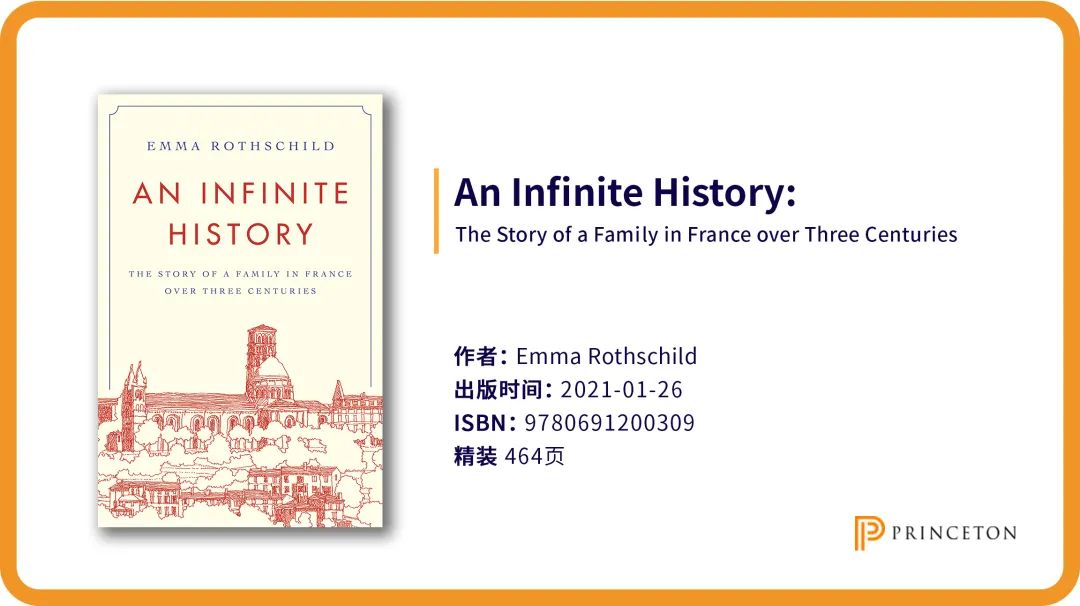 EMMA ROTHSCHILD
AN INFINITE
HISTORY
THE STORY OF A FAMILY IN FRANCE
OVER THREE CENTURIES
An Infinite History:
The Story of a Family in France over Three Centuries
作者：Emma Rothschild
出版时间：2021-01-26
ISBN：9780691200309
精装 464页
PRINCETON